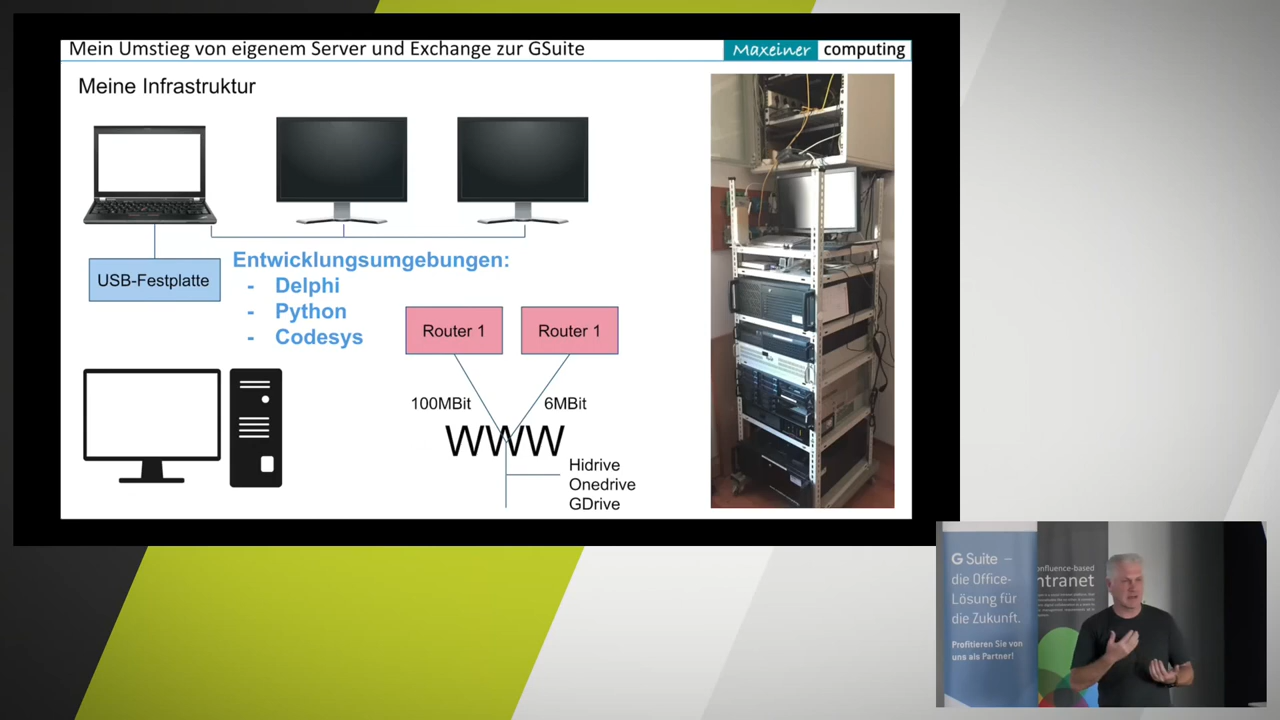 Mein Umstieg von eigenem Server und Exchange zur GSuite
Maxeiner computing
Meine Infrastruktur
USB-Festplatte
Entwicklungsumgebungen:
- Delphi
- Python
- Codesys
Router 1
Router 1
100MBit
6MBit
WWW
Hidrive
Onedrive
GDrive
G Suite –
die Office-
Lösung für
die Zukunft.
Profitieren Sie von
uns als Partner!
onfluence-based
ntranet